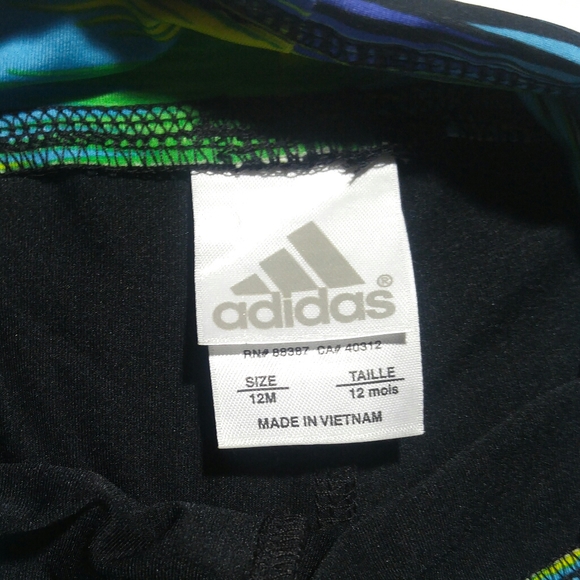 adidas®
RN# 88387 CA# 40312
SIZE TAILLE
12M 12 mois
MADE IN VIETNAM